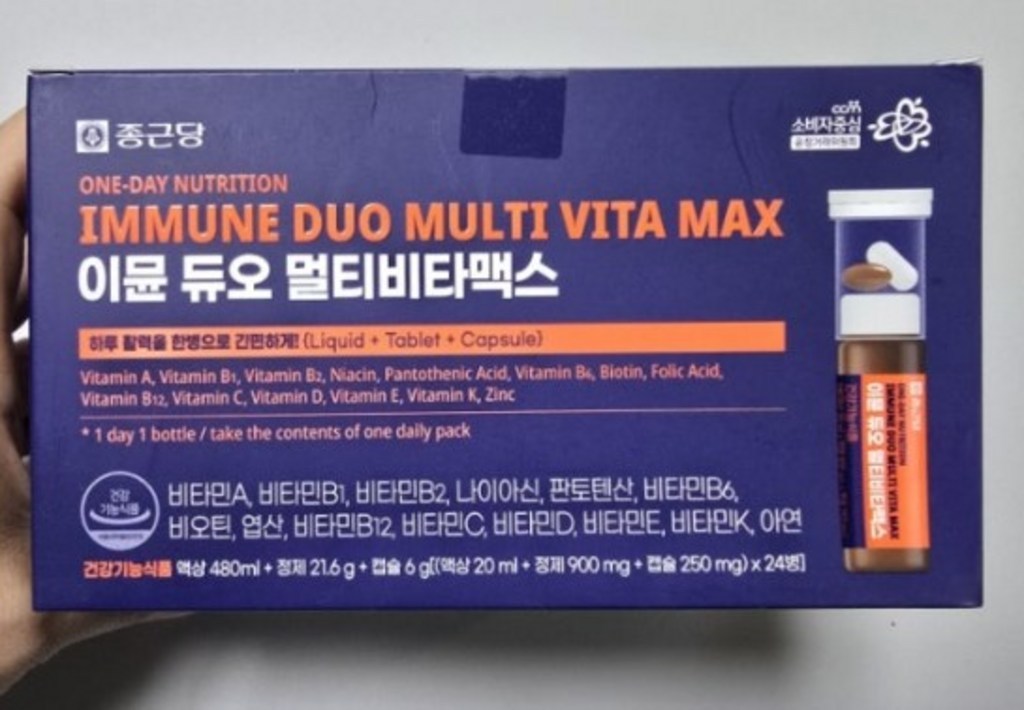 종근당
ccm
소비자중심
공정거래위원회
ONE-DAY NUTRITION
IMMUNE DUO MULTI VITA MAX
이뮨 듀오 멀티비타맥스
하루 활력을 한병으로 간편하게! (Liquid + Tablet + Capsule)
Vitamin A, Vitamin B1, Vitamin B2, Niacin, Pantothenic Acid, Vitamin B6, Biotin, Folic Acid,
Vitamin B12, Vitamin C, Vitamin D, Vitamin E, Vitamin K, Zinc
* 1 day 1 bottle / take the contents of one daily pack
건강
기능식품
비타민A, 비타민B1, 비타민B2, 나이아신, 판토텐산, 비타민B6,
비오틴, 엽산, 비타민B12, 비타민C, 비타민D, 비타민E, 비타민K, 아연
건강기능식품 액상 480ml + 정제 21.6 g + 캡슐 6 g[(액상 20 ml + 정제 900 mg + 캡슐 250 mg) x 24병]
ONE-DAY NUTRITION
IMMUNE DUO MULTI VITA MAX
이뮨 듀오 멀티비타맥스